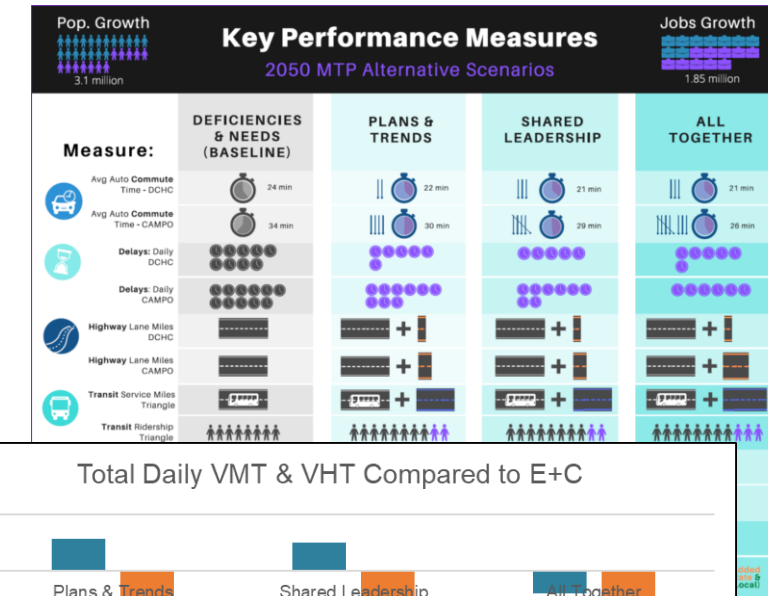 Pop. Growth
3.1 million
Key Performance Measures
2050 MTP Alternative Scenarios
Jobs Growth
1.85 million
Measure:
DEFICIENCIES
& NEEDS
(BASELINE)
PLANS &
TRENDS
SHARED
LEADERSHIP
ALL
TOGETHER
Avg Auto Commute
Time - DCHC
24 min
22 min
21 min
21 min
Avg Auto Commute
Time - CAMPO
34 min
30 min
29 min
26 min
Delays: Daily
DCHC
Delays: Daily
CAMPO
Highway Lane Miles
DCHC
Highway Lane Miles
CAMPO
Transit Service Miles
Triangle
Transit Ridership
Triangle
Total Daily VMT & VHT Compared to E+C
Plans & Trends
Shared Leadership
All Together